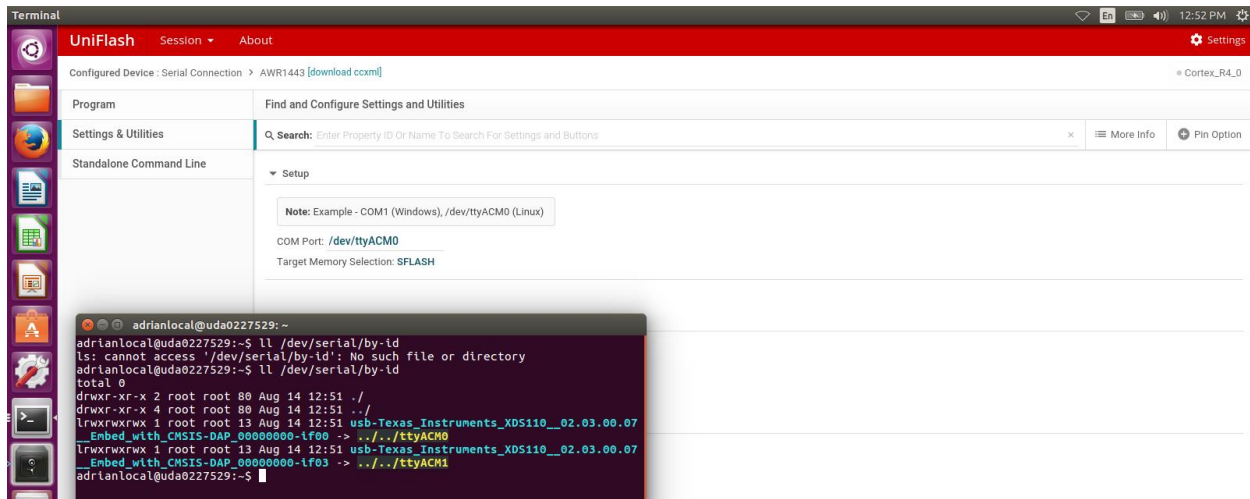 Terminal
En 12:52 PM
UniFlash Session About Settings
Configured Device : Serial Connection > AWR1443 [download ccxml] Cortex_R4_0
Program
Settings & Utilities
Standalone Command Line
Find and Configure Settings and Utilities
Search: Enter Property ID Or Name To Search For Settings and Buttons × More Info Pin Option
Setup
Note: Example - COM1 (Windows), /dev/ttyACM0 (Linux)
COM Port: /dev/ttyACM0
Target Memory Selection: SFLASH
adrianlocal@uda0227529: ~
adrianlocal@uda0227529:~$ ll /dev/serial/by-id
ls: cannot access '/dev/serial/by-id': No such file or directory
adrianlocal@uda0227529:~$ ll /dev/serial/by-id
total 0
drwxr-xr-x 2 root root 80 Aug 14 12:51 ./
drwxr-xr-x 4 root root 80 Aug 14 12:51 ../
lrwxrwxrwx 1 root root 13 Aug 14 12:51 usb-Texas_Instruments_XDS110__02.03.00.07
__Embed_with_CMSIS-DAP_00000000-if00 -> ../../ttyACM0
lrwxrwxrwx 1 root root 13 Aug 14 12:51 usb-Texas_Instruments_XDS110__02.03.00.07
__Embed_with_CMSIS-DAP_00000000-if03 -> ../../ttyACM1
adrianlocal@uda0227529:~$